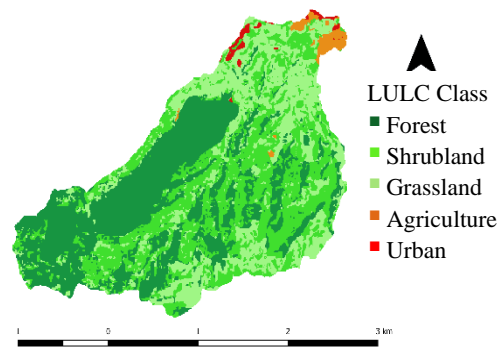 LULC Class
Forest
Shrubland
Grassland
Agriculture
Urban
1 0 1 2 3 km